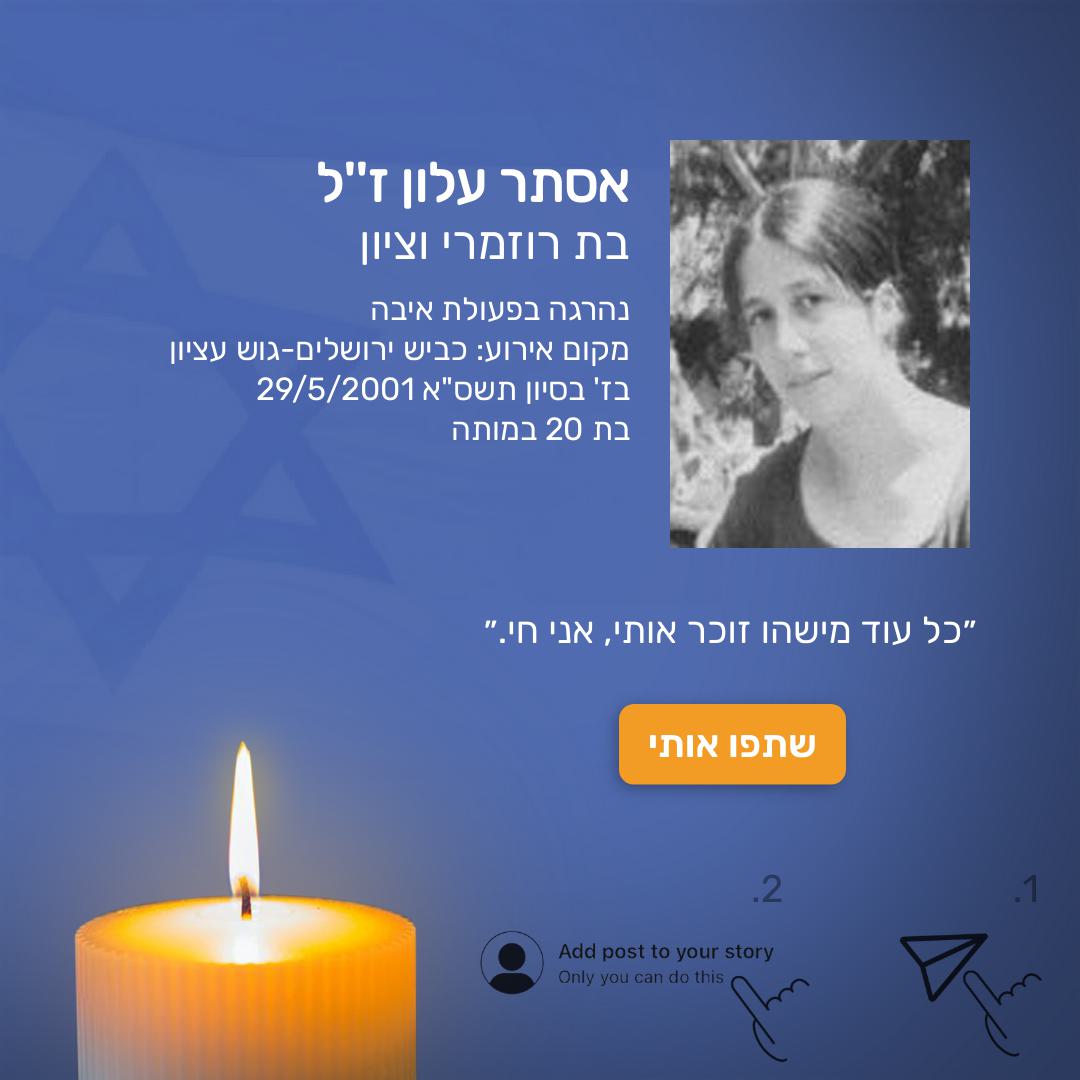 אסתר עלון ז"ל
בת רוזמרי וציון
נהרגה בפעולת איבה
מקום אירוע: כביש ירושלים-גוש עציון
בז' בסיון תשס"א 29/5/2001
בת 20 במותה
"כל עוד מישהו זוכר אותי, אני חי."
שתפו אותי
.1
.2
Add post to your story
Only you can do this